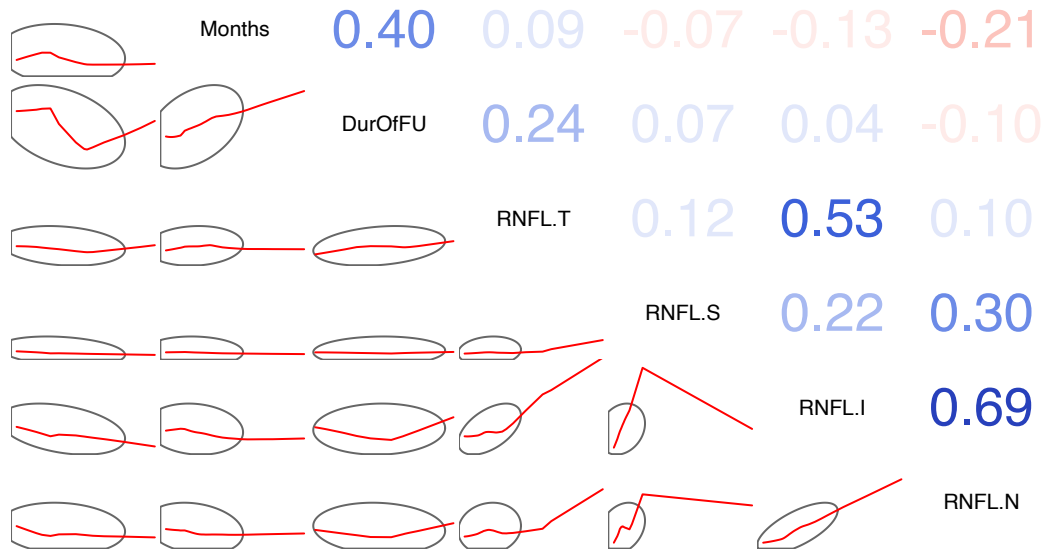 Months 0.40 0.09 -0.07 -0.13 -0.21
DurOfFU 0.24 0.07 0.04 -0.10
RNFL.T 0.12 0.53 0.10
RNFL.S 0.22 0.30
RNFL.I 0.69
RNFL.N